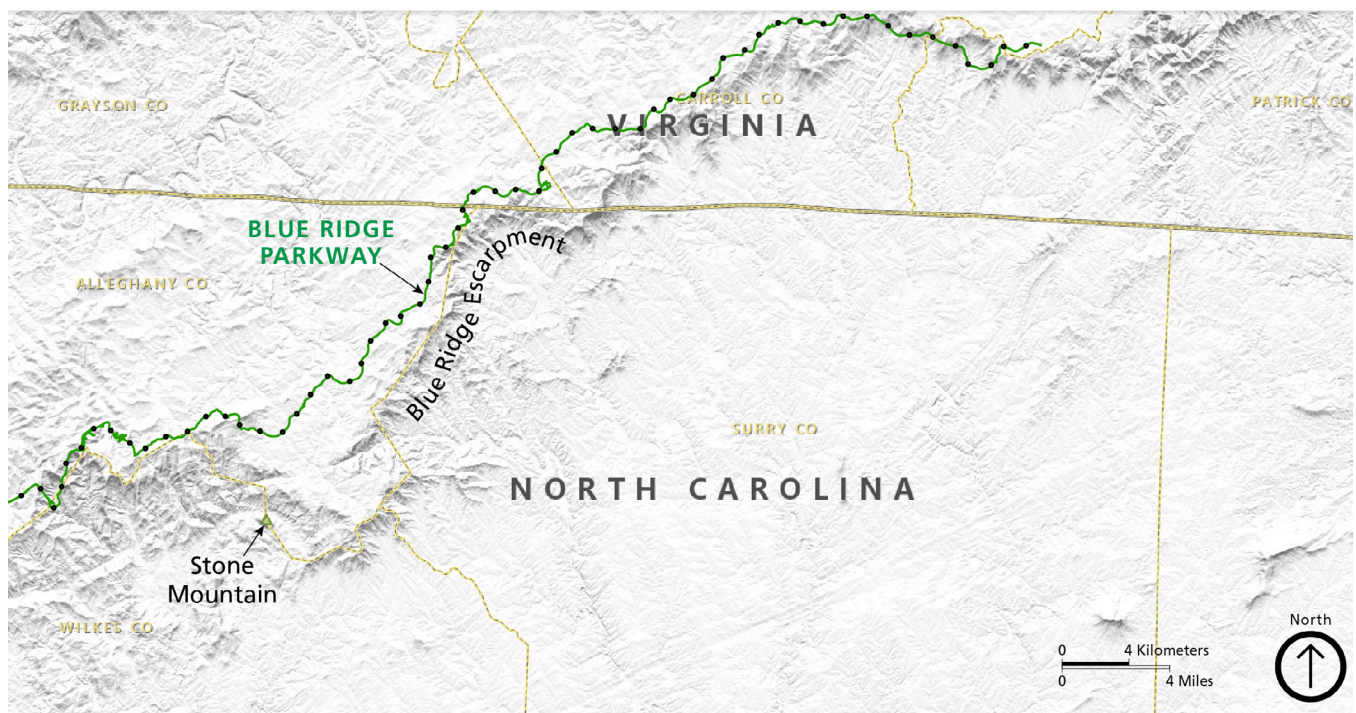 GRAYSON CO
CARROLL CO
PATRICK CO
VIRGINIA
BLUE RIDGE
PARKWAY
Blue Ridge Escarpment
ALLEGHANY CO
SURRY CO
NORTH CAROLINA
Stone
Mountain
WILKES CO
North
0 4 Kilometers
0 4 Miles